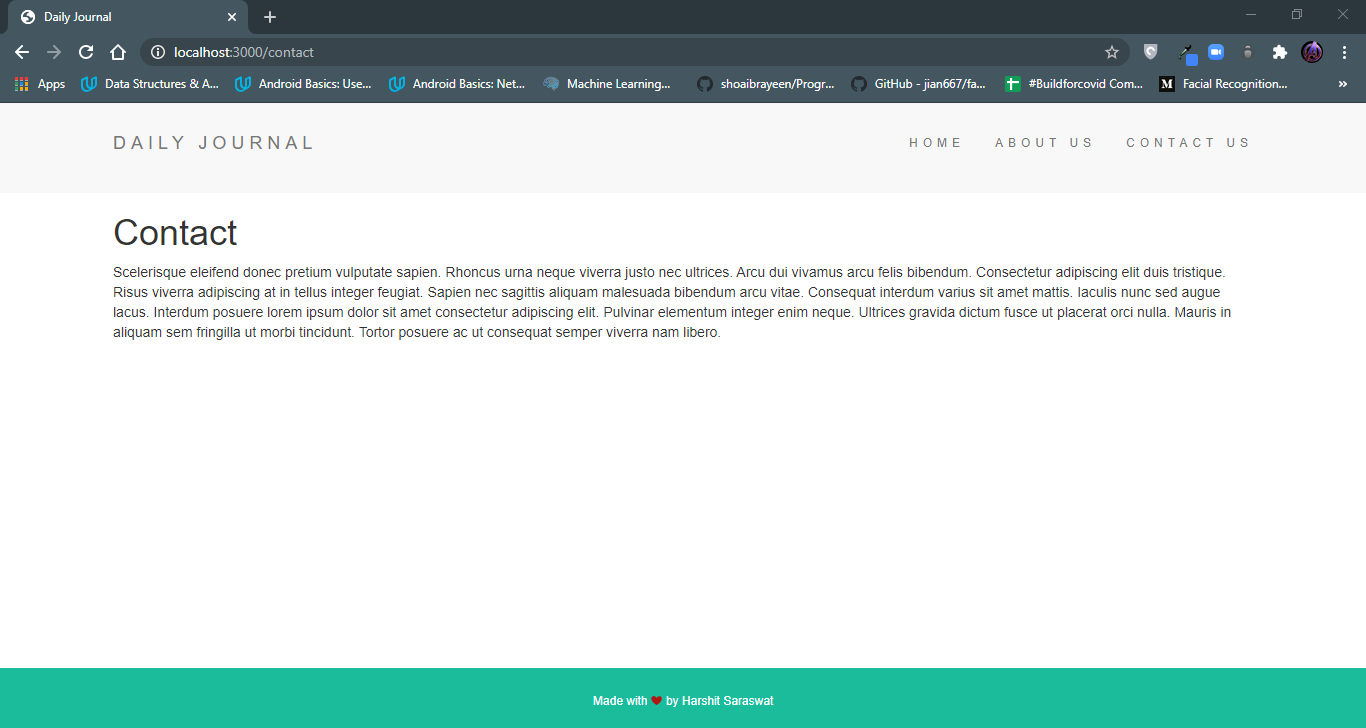 Daily Journal
localhost:3000/contact
Apps Data Structures & A... Android Basics: Use... Android Basics: Net... Machine Learning... shoaibrayeen/Progr... GitHub - jian667/fa... #Buildforcovid Com... Facial Recognition... »
DAILY JOURNAL HOME ABOUT US CONTACT US
Contact
Scelerisque eleifend donec pretium vulputate sapien. Rhoncus urna neque viverra justo nec ultrices. Arcu dui vivamus arcu felis bibendum. Consectetur adipiscing elit duis tristique.
Risus viverra adipiscing at in tellus integer feugiat. Sapien nec sagittis aliquam malesuada bibendum arcu vitae. Consequat interdum varius sit amet mattis. Iaculis nunc sed augue
lacus. Interdum posuere lorem ipsum dolor sit amet consectetur adipiscing elit. Pulvinar elementum integer enim neque. Ultrices gravida dictum fusce ut placerat orci nulla. Mauris in
aliquam sem fringilla ut morbi tincidunt. Tortor posuere ac ut consequat semper viverra nam libero.
Made with ❤ by Harshit Saraswat